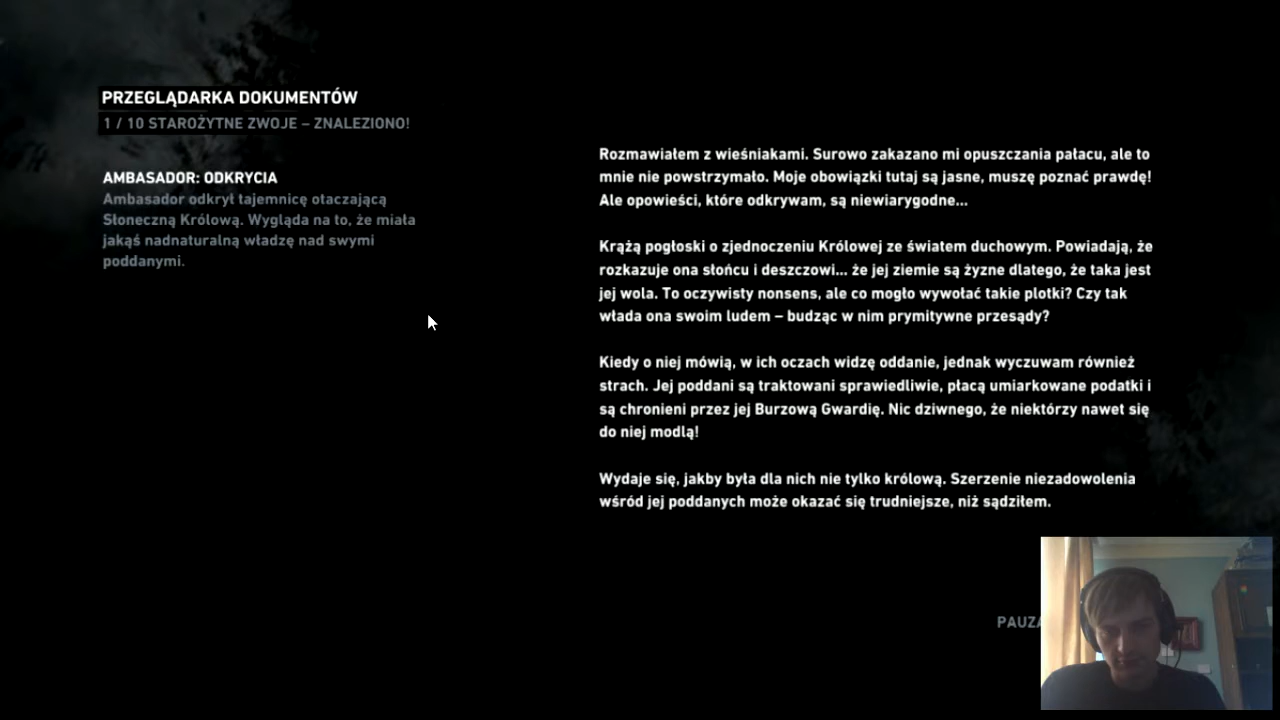 PRZEGLĄDARKA DOKUMENTÓW
1 / 10 STAROŻYTNE ZWOJE – ZNALEZIONO!
AMBASADOR: ODKRYCIA
Ambasador odkrył tajemnicę otaczającą
Słoneczną Królową. Wygląda na to, że miała
jakąś nadnaturalną władzę nad swymi
poddanymi.
Rozmawiałem z wieśniakami. Surowo zakazano mi opuszczania pałacu, ale to
mnie nie powstrzymało. Moje obowiązki tutaj są jasne, muszę poznać prawdę!
Ale opowieści, które odkrywam, są niewiarygodne...
Krążą pogłoski o zjednoczeniu Królowej ze światem duchowym. Powiadają, że
rozkazuje ona słońcu i deszczowi... że jej ziemie są żyzne dlatego, że taka jest
jej wola. To oczywisty nonsens, ale co mogło wywołać takie plotki? Czy tak
włada ona swoim ludem – budząc w nim prymitywne przesądy?
Kiedy o niej mówią, w ich oczach widzę oddanie, jednak wyczuwam również
strach. Jej poddani są traktowani sprawiedliwie, płacą umiarkowane podatki i
są chronieni przez jej Burzową Gwardię. Nic dziwnego, że niektórzy nawet się
do niej modlą!
Wydaje się, jakby była dla nich nie tylko królową. Szerzenie niezadowolenia
wśród jej poddanych może okazać się trudniejsze, niż sądziłem.
PAUZA